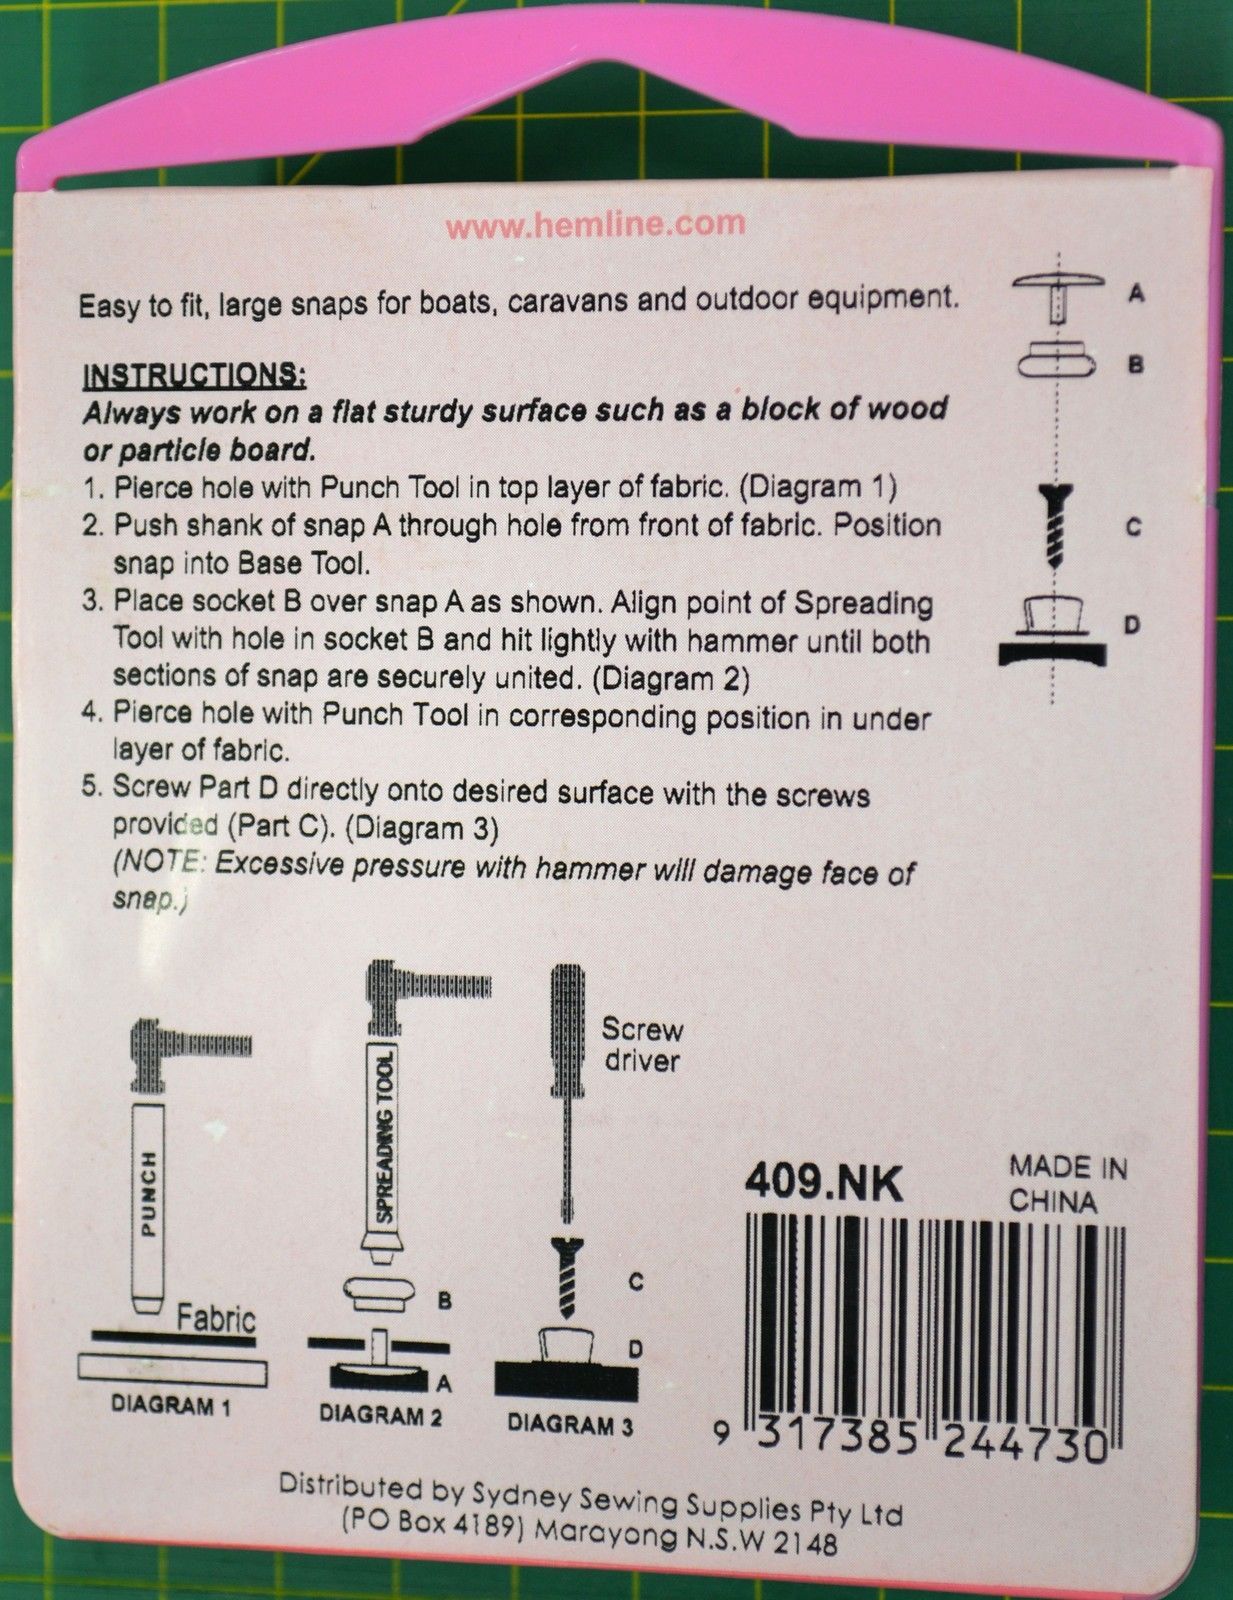 www.hemline.com
Easy to fit, large snaps for boats, caravans and outdoor equipment.
INSTRUCTIONS:
Always work on a flat sturdy surface such as a block of wood
or particle board.
1. Pierce hole with Punch Tool in top layer of fabric. (Diagram 1)
2. Push shank of snap A through hole from front of fabric. Position
snap into Base Tool.
3. Place socket B over snap A as shown. Align point of Spreading
Tool with hole in socket B and hit lightly with hammer until both
sections of snap are securely united. (Diagram 2)
4. Pierce hole with Punch Tool in corresponding position in under
layer of fabric.
5. Screw Part D directly onto desired surface with the screws
provided (Part C). (Diagram 3)
(NOTE: Excessive pressure with hammer will damage face of
snap.)
A
B
C
D
PUNCH
Fabric
DIAGRAM 1
SPREADING TOOL
B
A
DIAGRAM 2
Screw
driver
C
D
DIAGRAM 3
409.NK
MADE IN
CHINA
9 317385 244730
Distributed by Sydney Sewing Supplies Pty Ltd
(PO Box 4189) Marayong N.S.W 2148